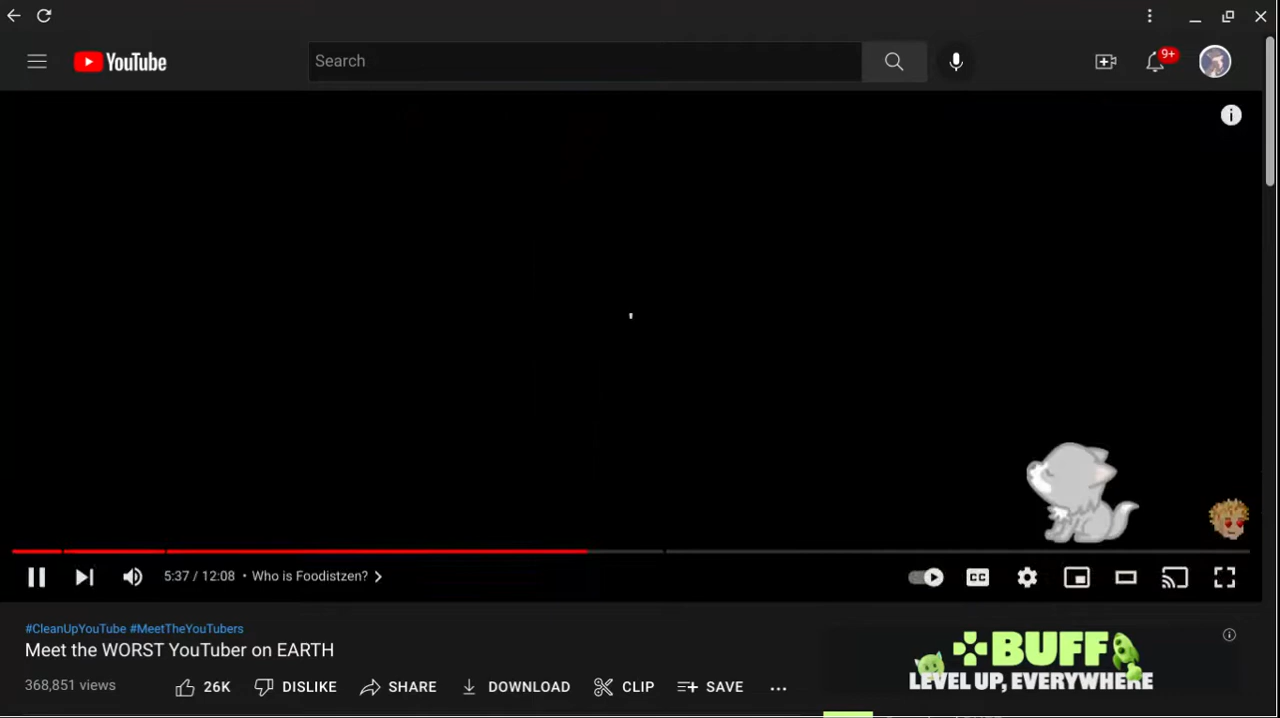 YouTube
Search
9+
5:37 / 12:08 • Who is Foodistzen?
CC
#CleanUpYouTube #MeetTheYouTubers
Meet the WORST YouTuber on EARTH
368,851 views
26K
DISLIKE
SHARE
DOWNLOAD
CLIP
SAVE
BUFF
LEVEL UP, EVERYWHERE